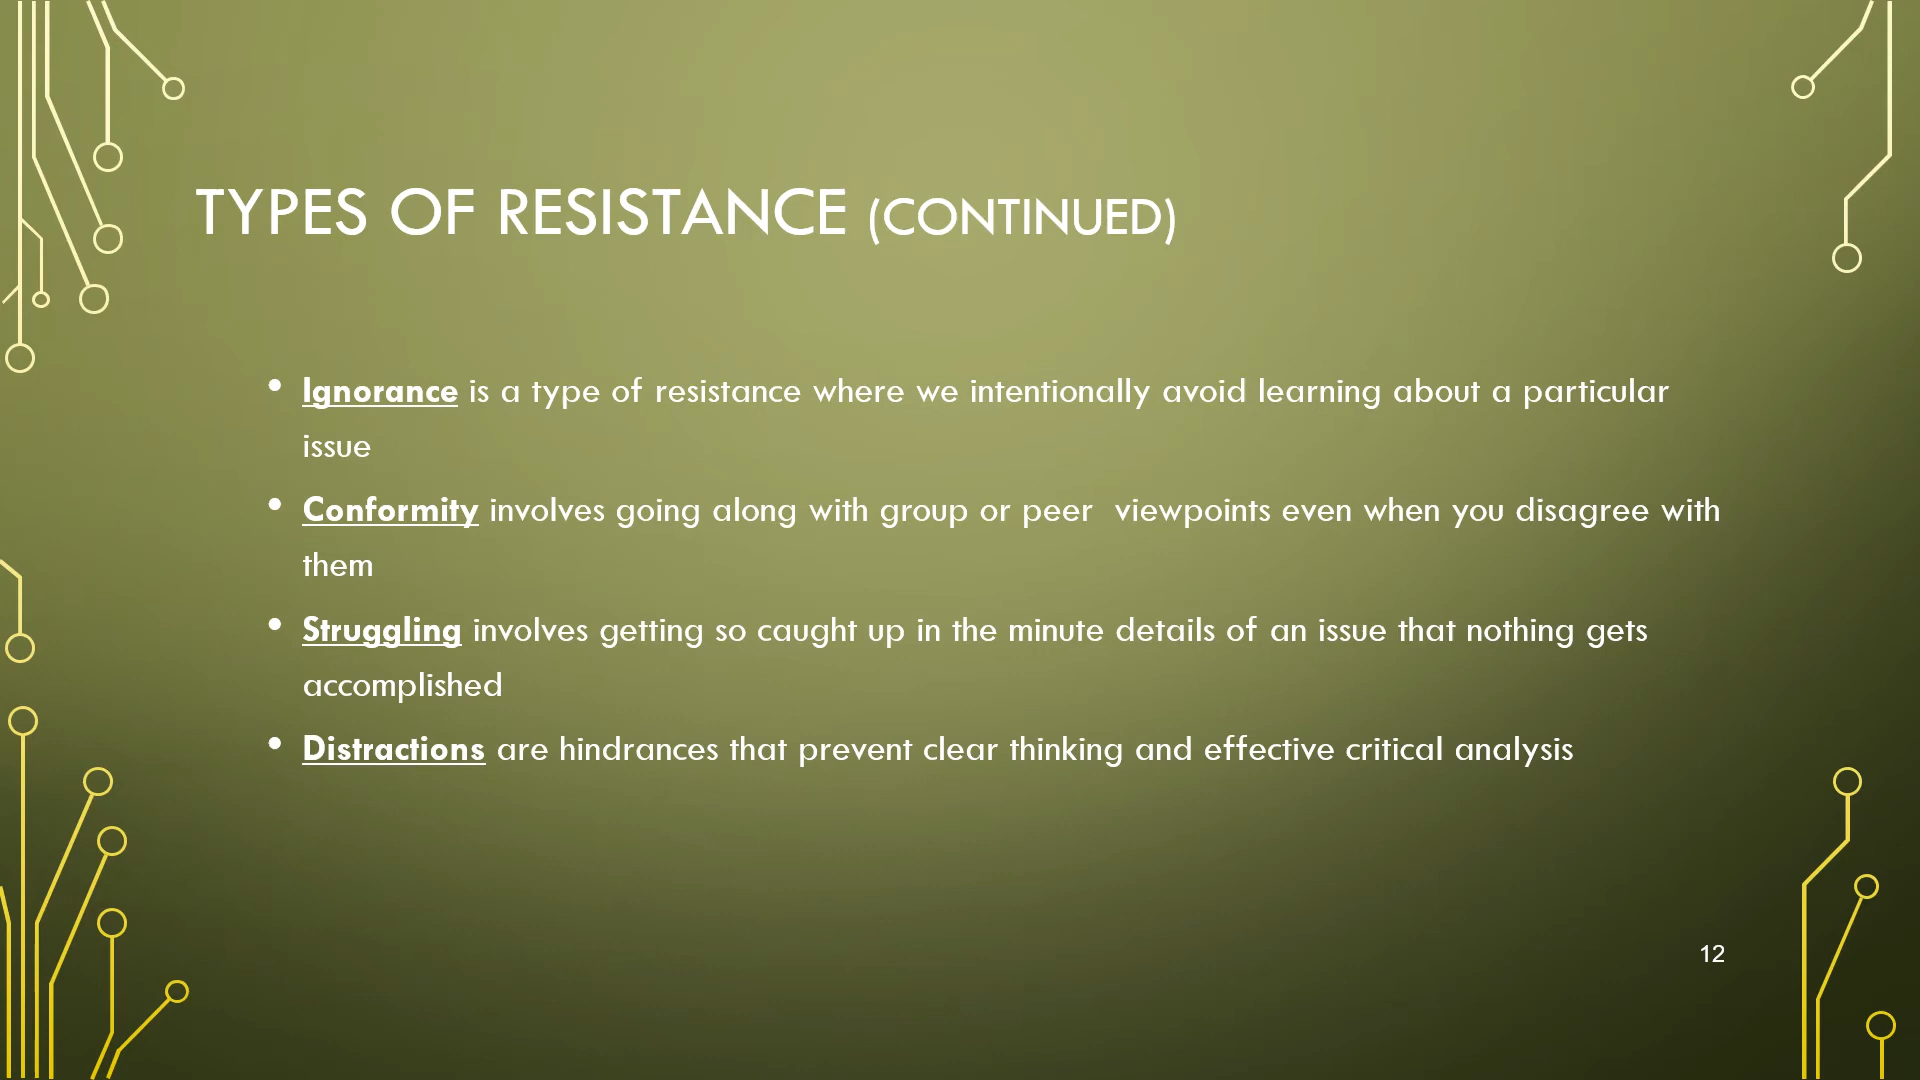 TYPES OF RESISTANCE (CONTINUED)
• Ignorance is a type of resistance where we intentionally avoid learning about a particular
issue
• Conformity involves going along with group or peer  viewpoints even when you disagree with
them
• Struggling involves getting so caught up in the minute details of an issue that nothing gets
accomplished
• Distractions are hindrances that prevent clear thinking and effective critical analysis
12